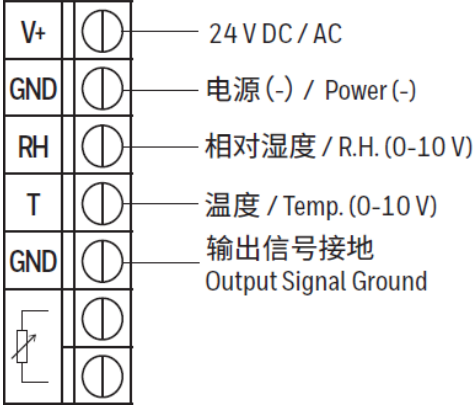 V+ 24 V DC / AC
GND 电源 (-) / Power (-)
RH 相对湿度 / R.H. (0-10 V)
T 温度 / Temp. (0-10 V)
GND 输出信号接地
Output Signal Ground